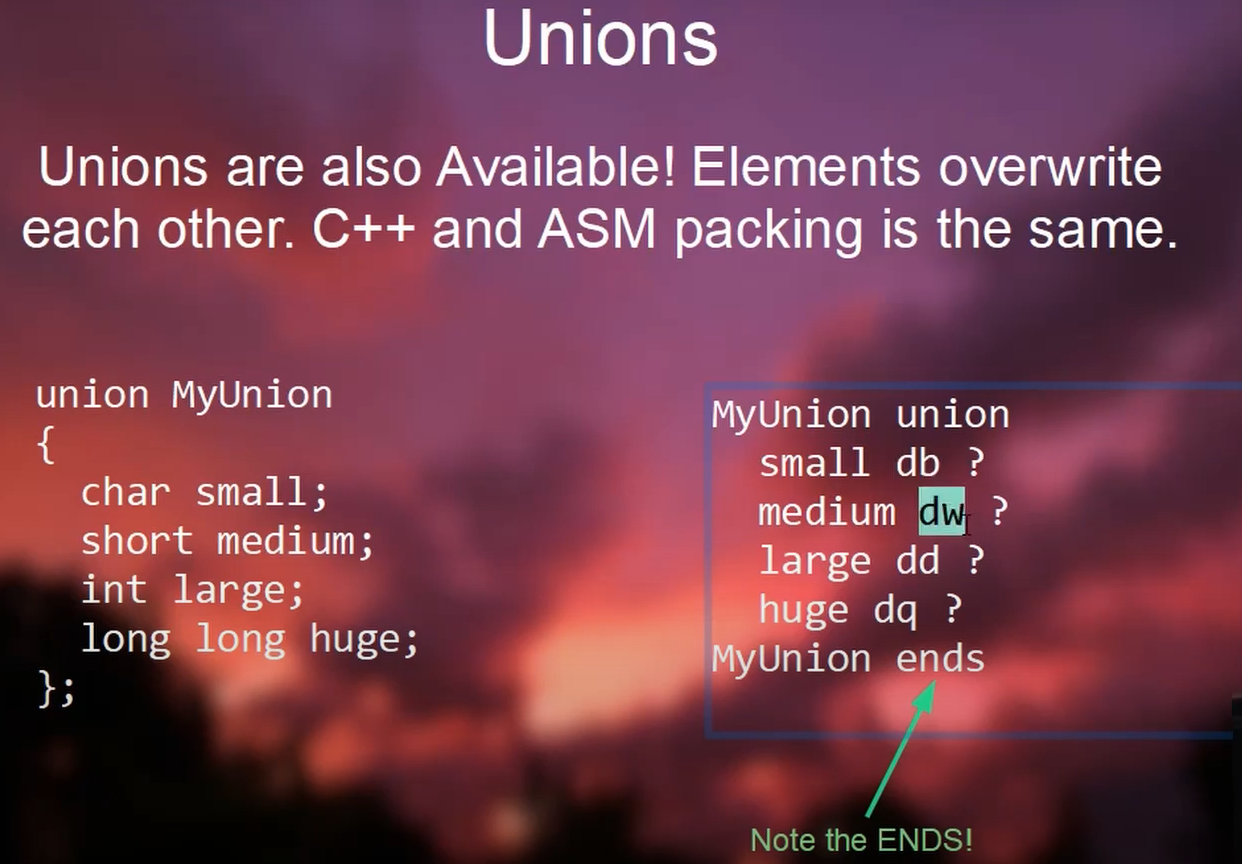 Unions
Unions are also Available! Elements overwrite
each other. C++ and ASM packing is the same.
union MyUnion
{
char small;
short medium;
int large;
long long huge;
};
MyUnion union
small db ?
medium dw ?
large dd ?
huge dq ?
MyUnion ends
Note the ENDS!